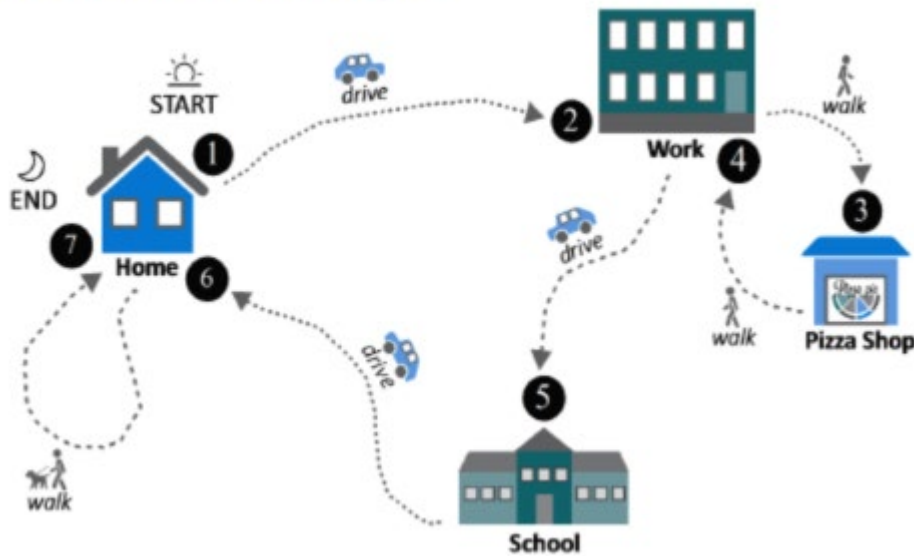 START
1
drive
2
Work
walk
3
Pizza Shop
walk
4
drive
5
School
drive
6
Home
walk
7
END